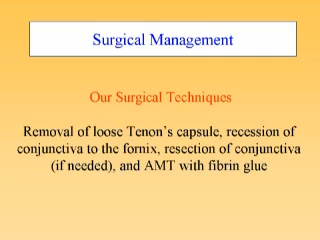 Surgical Management
Our Surgical Techniques
Removal of loose Tenon's capsule, recession of
conjunctiva to the fornix, resection of conjunctiva
(if needed), and AMT with fibrin glue